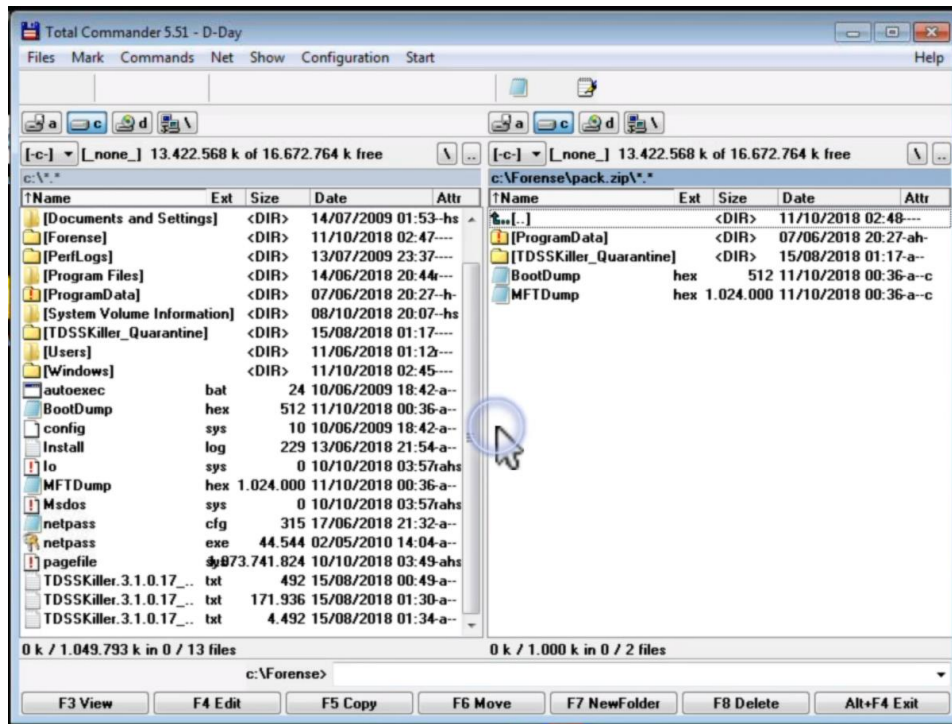 Total Commander 5.51 - D-Day
Files Mark Commands Net Show Configuration Start Help
a c d \ a c d \
[-c-] [_none_] 13.422.568 k of 16.672.764 k free \ .. [-c-] [_none_] 13.422.568 k of 16.672.764 k free \ ..
c:\*.* c:\Forense\pack.zip\*.*
↑Name Ext Size Date Attr ↑Name Ext Size Date Attr
[Documents and Settings] <DIR> 14/07/2009 01:53--hs [..] <DIR> 11/10/2018 02:48----
[Forense] <DIR> 11/10/2018 02:47---- [ProgramData] <DIR> 07/06/2018 20:27-ah-
[PerfLogs] <DIR> 13/07/2009 23:37---- [TDSSKiller_Quarantine] <DIR> 15/08/2018 01:17-a--
[Program Files] <DIR> 14/06/2018 20:44r--- BootDump hex 512 11/10/2018 00:36-a--c
[ProgramData] <DIR> 07/06/2018 20:27--h- MFTDump hex 1.024.000 11/10/2018 00:36-a--c
[System Volume Information] <DIR> 08/10/2018 20:07--hs
[TDSSKiller_Quarantine] <DIR> 15/08/2018 01:17----
[Users] <DIR> 11/06/2018 01:12r---
[Windows] <DIR> 11/10/2018 02:45----
autoexec bat 24 10/06/2009 18:42-a--
BootDump hex 512 11/10/2018 00:36-a--
config sys 10 10/06/2009 18:42-a--
Install log 229 13/06/2018 21:54-a--
Io sys 0 10/10/2018 03:57rahs
MFTDump hex 1.024.000 11/10/2018 00:36-a--
Msdos sys 0 10/10/2018 03:57rahs
netpass cfg 315 17/06/2018 21:32-a--
netpass exe 44.544 02/05/2010 14:04-a--
pagefile 073.741.824 10/10/2018 03:49-ahs
TDSSKiller.3.1.0.17_.. txt 492 15/08/2018 00:49-a--
TDSSKiller.3.1.0.17_.. txt 171.936 15/08/2018 01:30-a--
TDSSKiller.3.1.0.17_.. txt 4.492 15/08/2018 01:34-a--
0 k / 1.049.793 k in 0 / 13 files 0 k / 1.000 k in 0 / 2 files
c:\Forense>
F3 View F4 Edit F5 Copy F6 Move F7 NewFolder F8 Delete Alt+F4 Exit